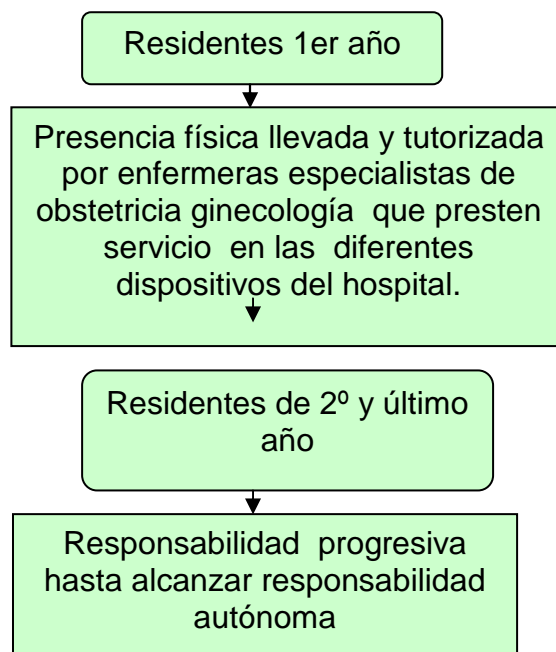 Residentes 1er año
Presencia física llevada y tutorizada
por enfermeras especialistas de
obstetricia ginecología que presten
servicio en las diferentes
dispositivos del hospital.
Residentes de 2º y último
año
Responsabilidad progresiva
hasta alcanzar responsabilidad
autónoma